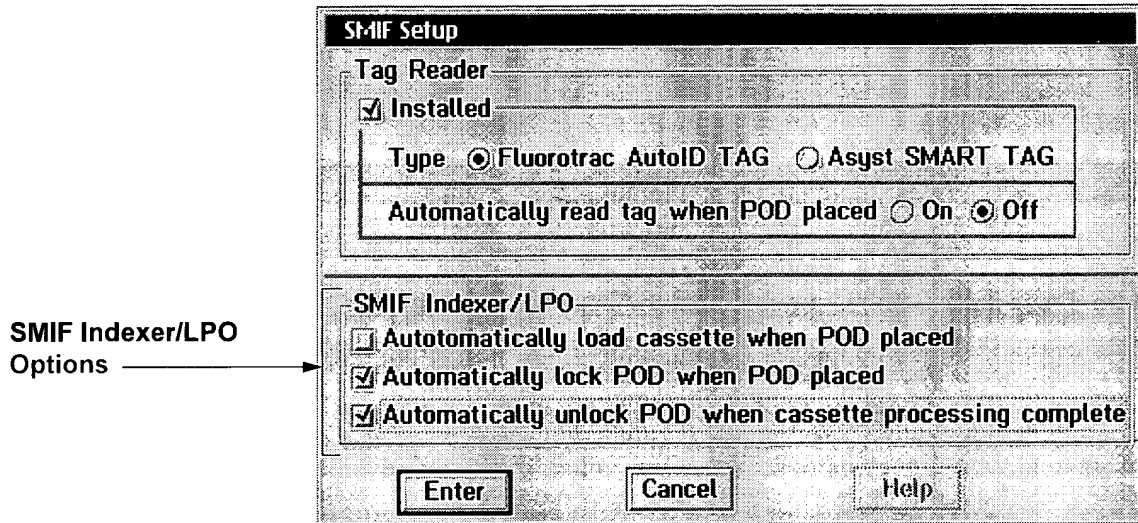 SMIF Setup
Tag Reader
Installed
Type Fluorotrac AutoID TAG Asyst SMART TAG
Automatically read tag when POD placed On Off
SMIF Indexer/LPO
Options
SMIF Indexer/LPO
Autotomatically load cassette when POD placed
Automatically lock POD when POD placed
Automatically unlock POD when cassette processing complete
Enter Cancel Help